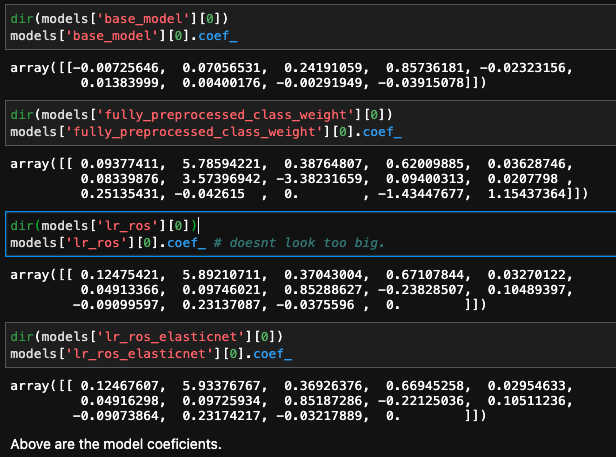 dir(models['base_model'][0])
models['base_model'][0].coef_
array([[-0.00725646,  0.07056531,  0.24191059,  0.85736181, -0.02323156,
         0.01383999,  0.00400176, -0.00291949, -0.03915078]])
dir(models['fully_preprocessed_class_weight'][0])
models['fully_preprocessed_class_weight'][0].coef_
array([[ 0.09377411,  5.78594221,  0.38764807,  0.62009885,  0.03628746,
         0.08339876,  3.57396942, -3.38231659,  0.09400313,  0.0207798 ,
         0.25135431, -0.042615  ,  0.        , -1.43447677,  1.15437364]])
dir(models['lr_ros'][0])
models['lr_ros'][0].coef_ # doesnt look too big.
array([[ 0.12475421,  5.89210711,  0.37043004,  0.67107844,  0.03270122,
         0.04913366,  0.09746021,  0.85288627, -0.23828507,  0.10489397,
        -0.09099597,  0.23137087, -0.0375596 ,  0.        ]])
dir(models['lr_ros_elasticnet'][0])
models['lr_ros_elasticnet'][0].coef_
array([[ 0.12467607,  5.93376767,  0.36926376,  0.66945258,  0.02954633,
         0.04916298,  0.09725934,  0.85187286, -0.22125036,  0.10511236,
        -0.09073864,  0.23174217, -0.03217889,  0.        ]])
Above are the model coeficients.